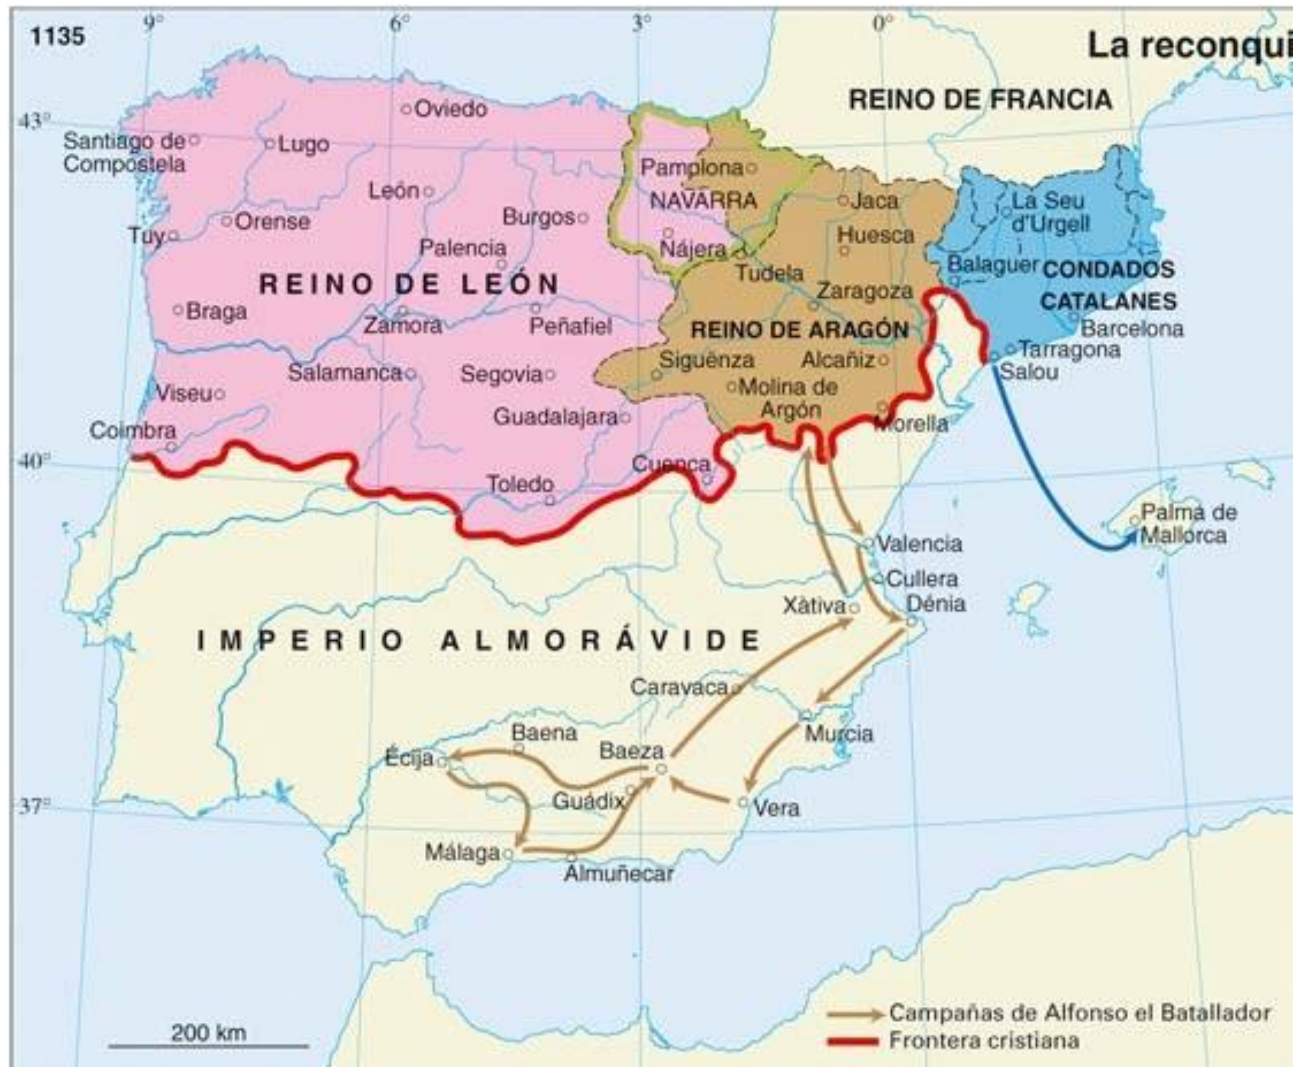 9°
6°
3°
0°
1135
La reconqui
REINO DE FRANCIA
43°
Oviedo
Santiago de
Compostela
Lugo
Pamplona
León
NAVARRA
Jaca
La Seu
d'Urgell
Orense
Burgos
Tuy
Palencia
Nájera
Huesca
Tudela
Balaguer
CONDADOS
CATALANES
REINO DE LEÓN
Zaragoza
Braga
Zamora
Peñafiel
REINO DE ARAGÓN
Barcelona
Tarragona
Salou
Salamanca
Segovia
Sigüenza
Alcañiz
Viseu
Molina de
Argón
Guadalajara
Morella
Coimbra
40°
Cuenca
Toledo
Palma de
Mallorca
Valencia
Cullera
Xàtiva
Dénia
IMPERIO ALMORÁVIDE
Caravaca
Murcia
Baena
Baeza
Écija
Guádix
37°
Vera
Málaga
Almuñecar
200 km
Campañas de Alfonso el Batallador
Frontera cristiana